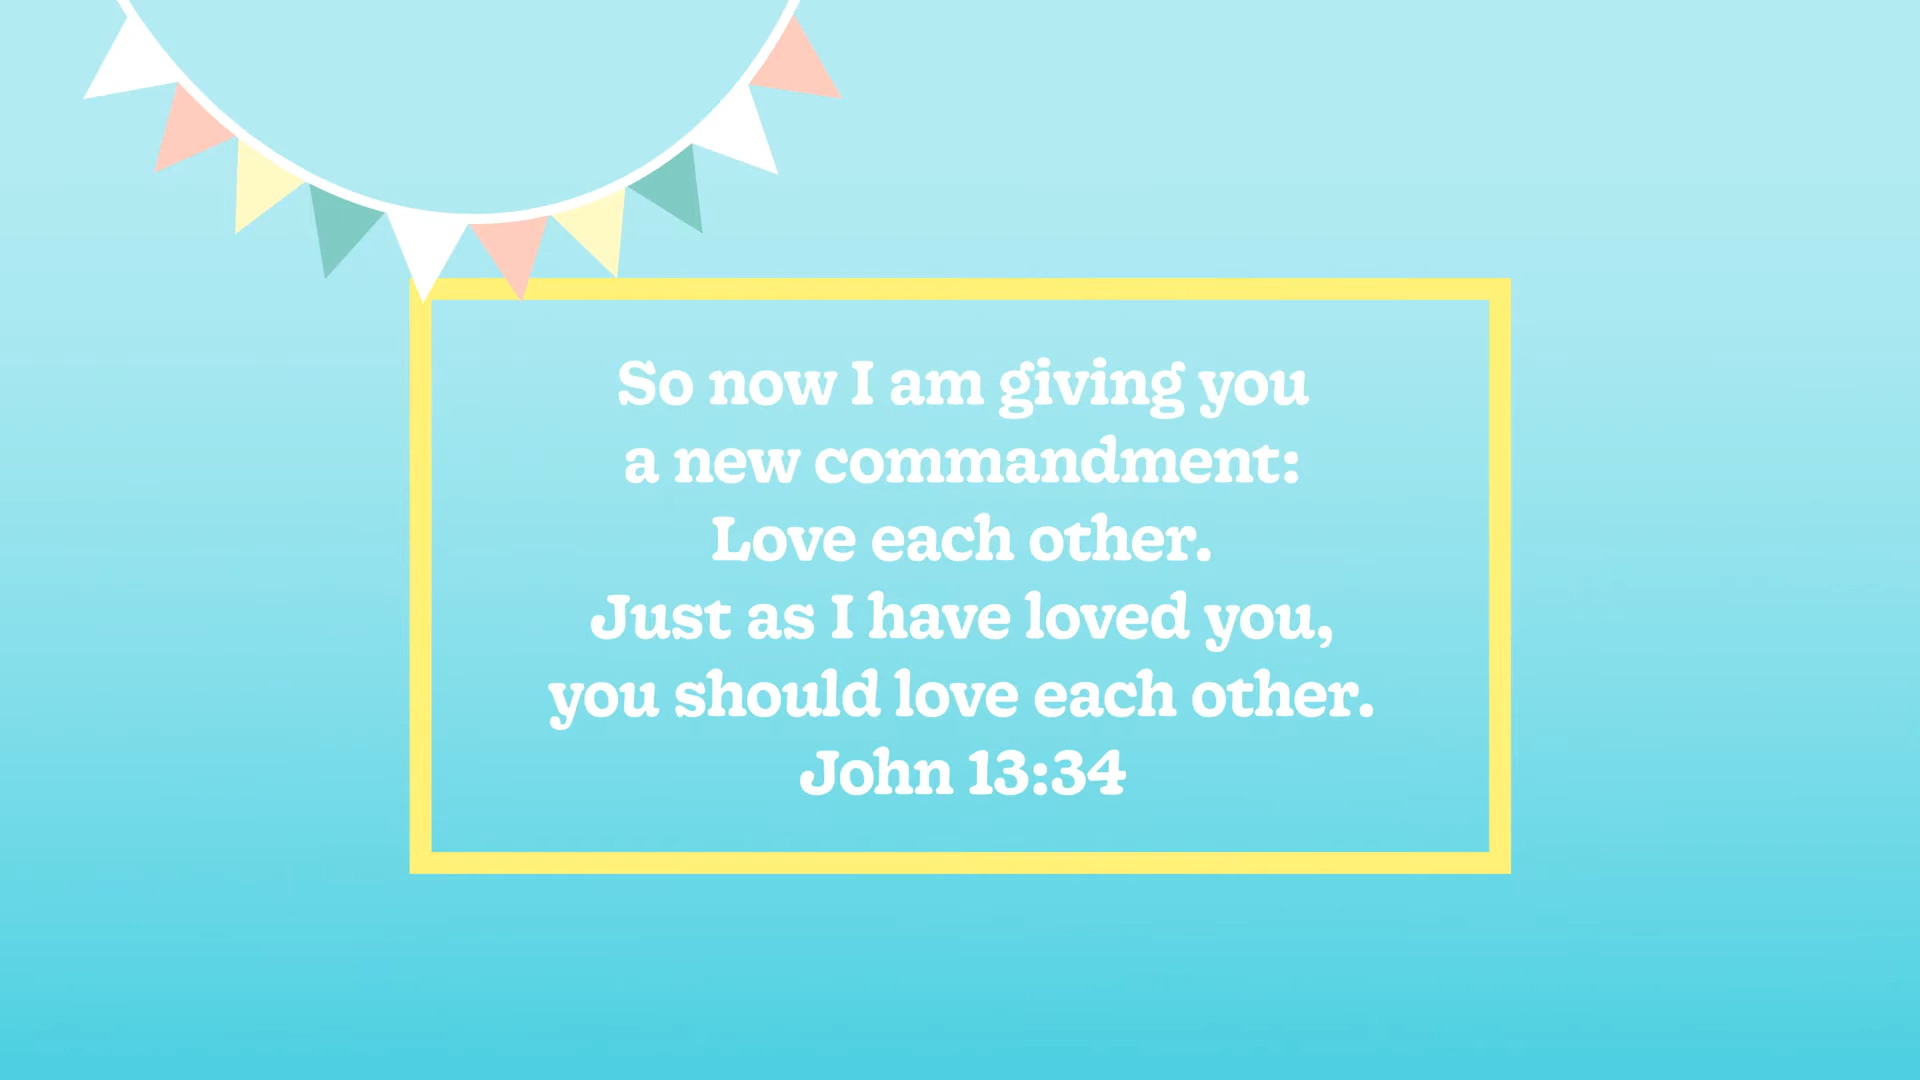 So now I am giving you
a new commandment:
Love each other.
Just as I have loved you,
you should love each other.
John 13:34